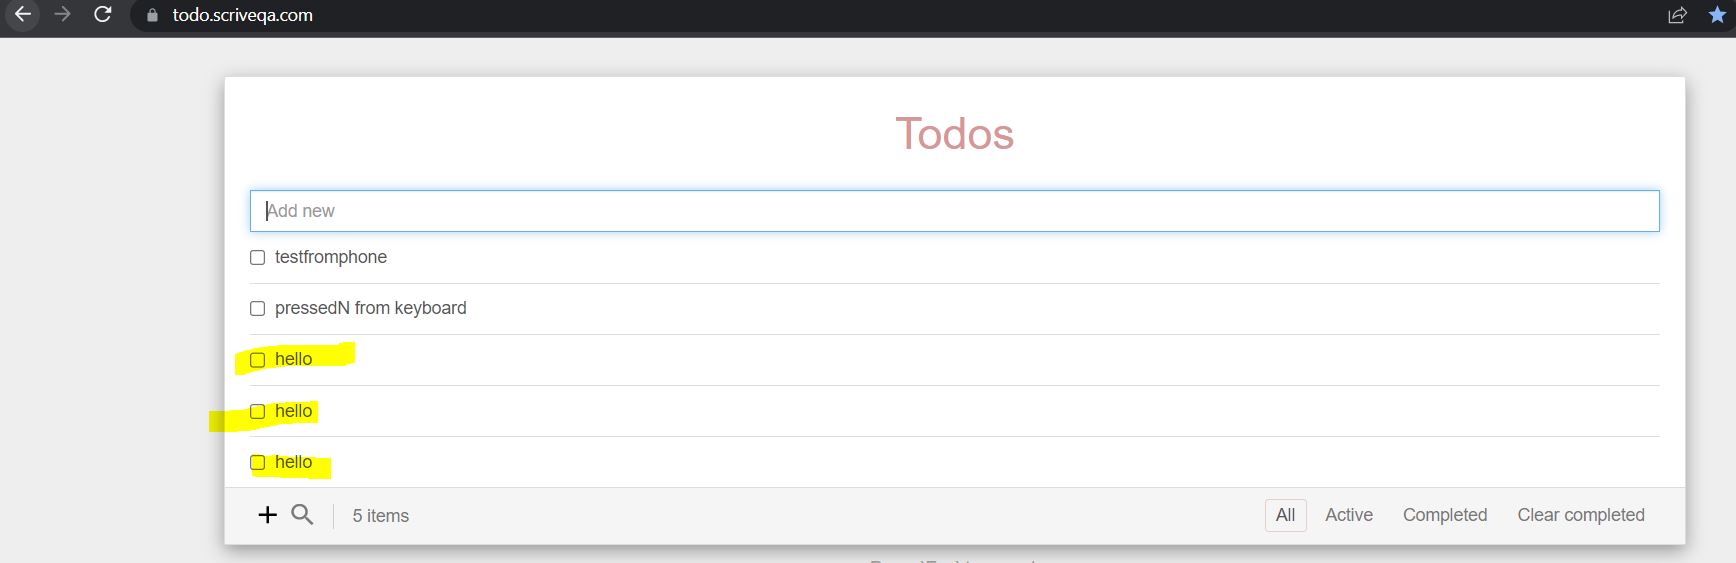 todo.scriveqa.com
Todos
Add new
testfromphone
pressedN from keyboard
hello
hello
hello
5 items All Active Completed Clear completed